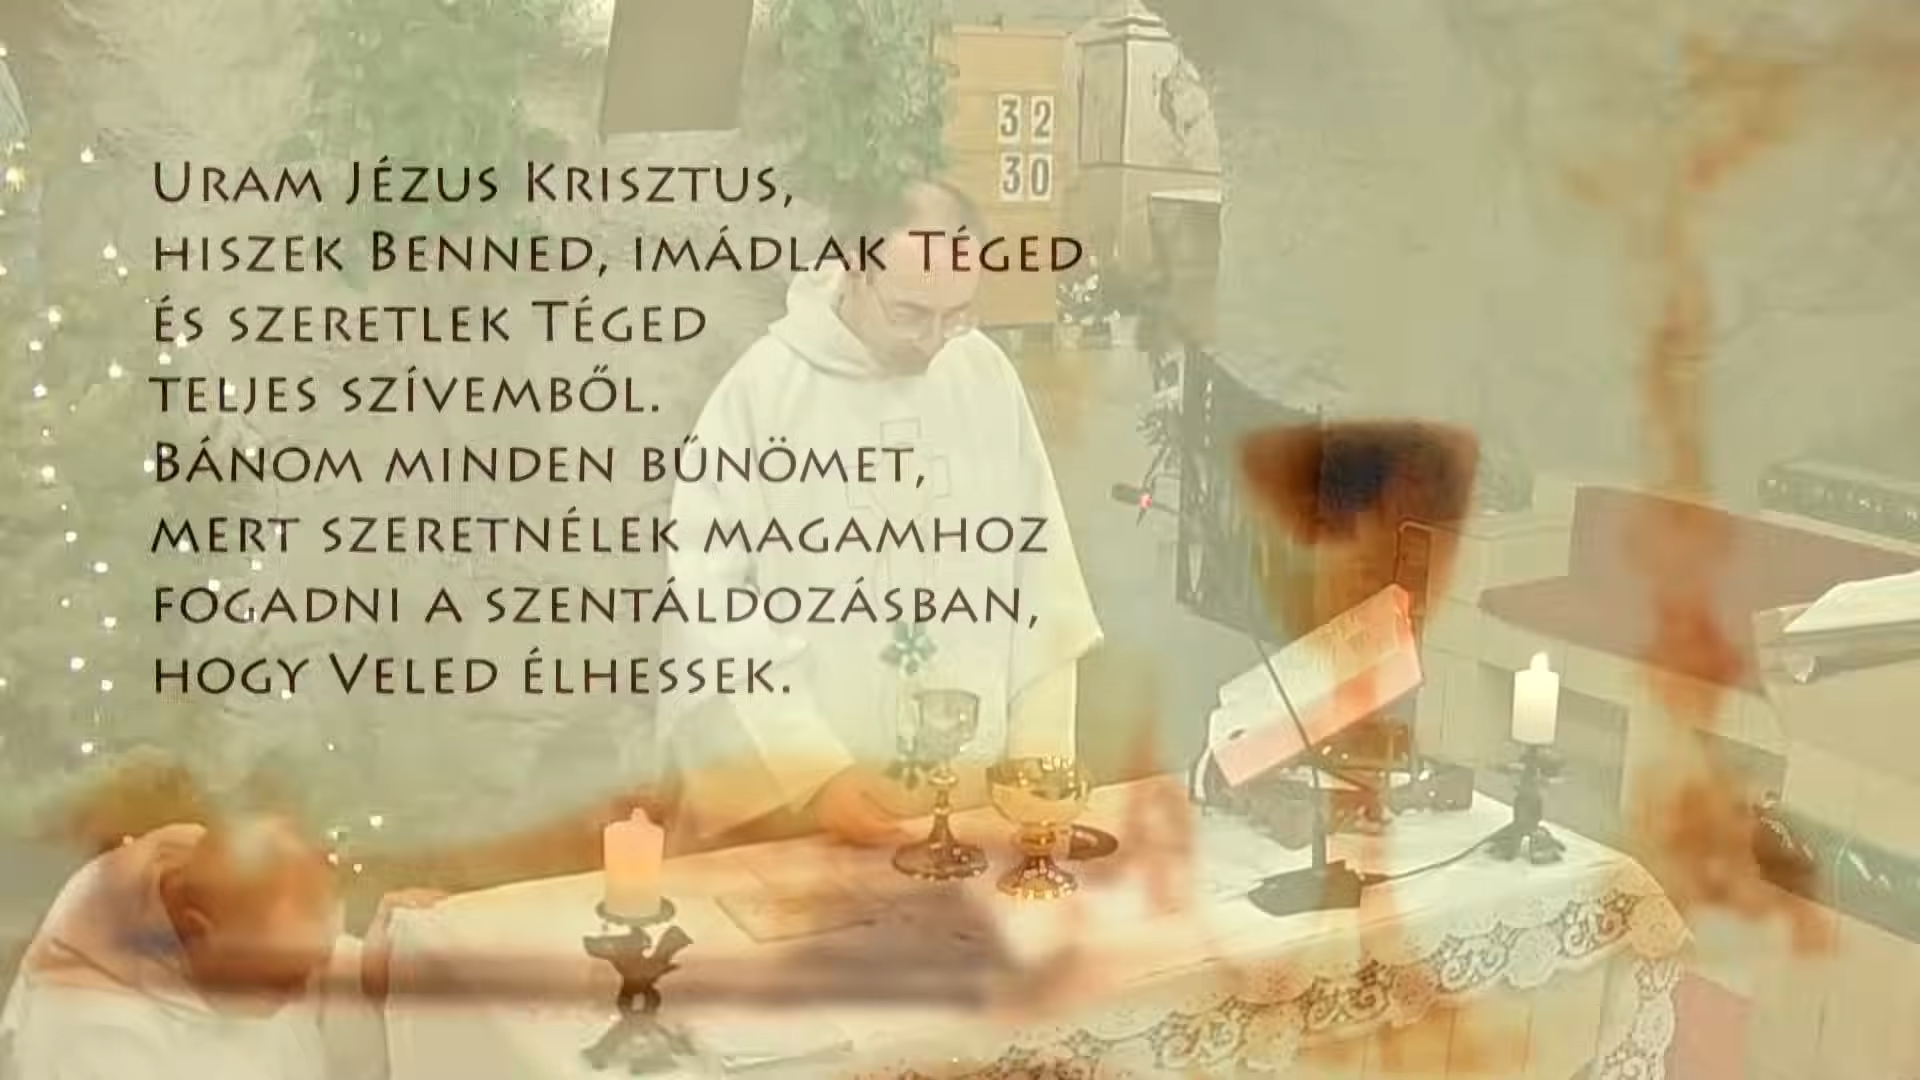 32
30
URAM JÉZUS KRISZTUS,
HISZEK BENNED, IMÁDLAK TÉGED
ÉS SZERETLEK TÉGED
TELJES SZÍVEMBŐL.
BÁNOM MINDEN BŰNÖMET,
MERT SZERETNÉLEK MAGAMHOZ
FOGADNI A SZENTÁLDOZÁSBAN,
HOGY VELED ÉLHESSEK.